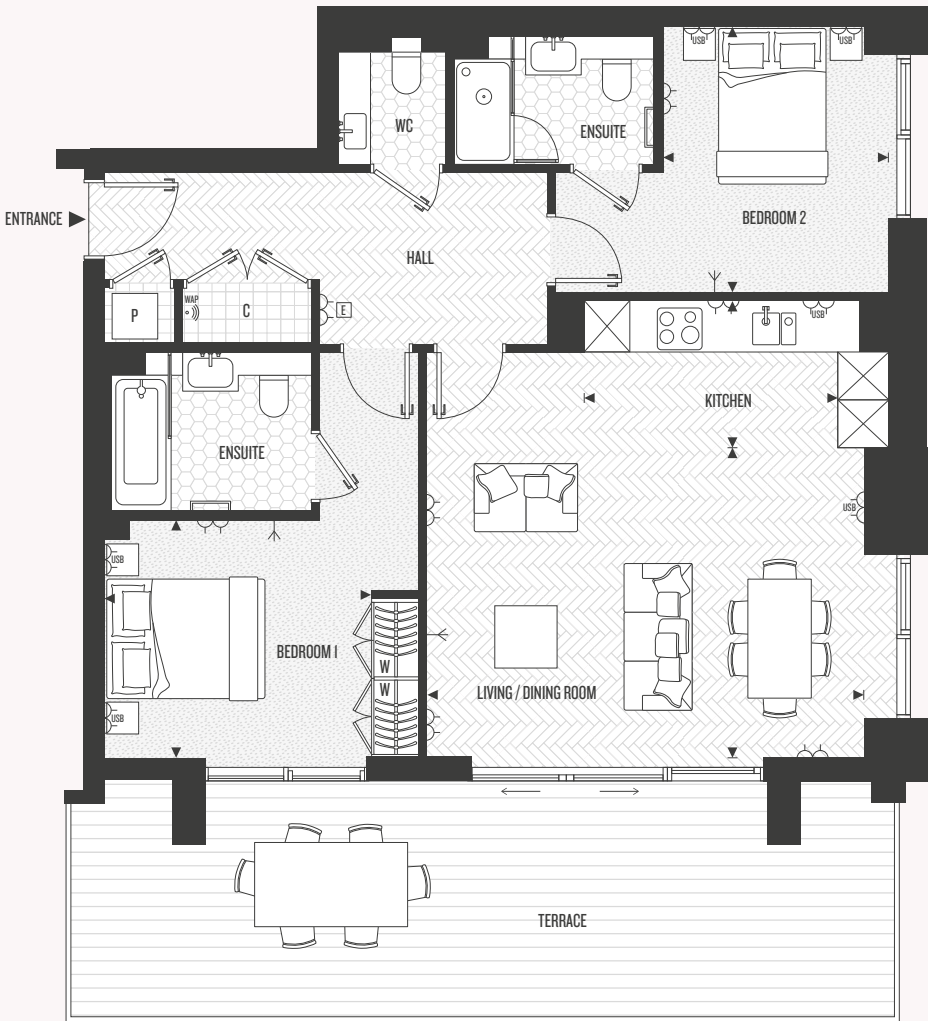 USB
USB
WC
ENSUITE
ENTRANCE
BEDROOM 2
HALL
P
WAP
C
E
USB
KITCHEN
ENSUITE
USB
USB
BEDROOM 1
W
W
LIVING / DINING ROOM
USB
TERRACE